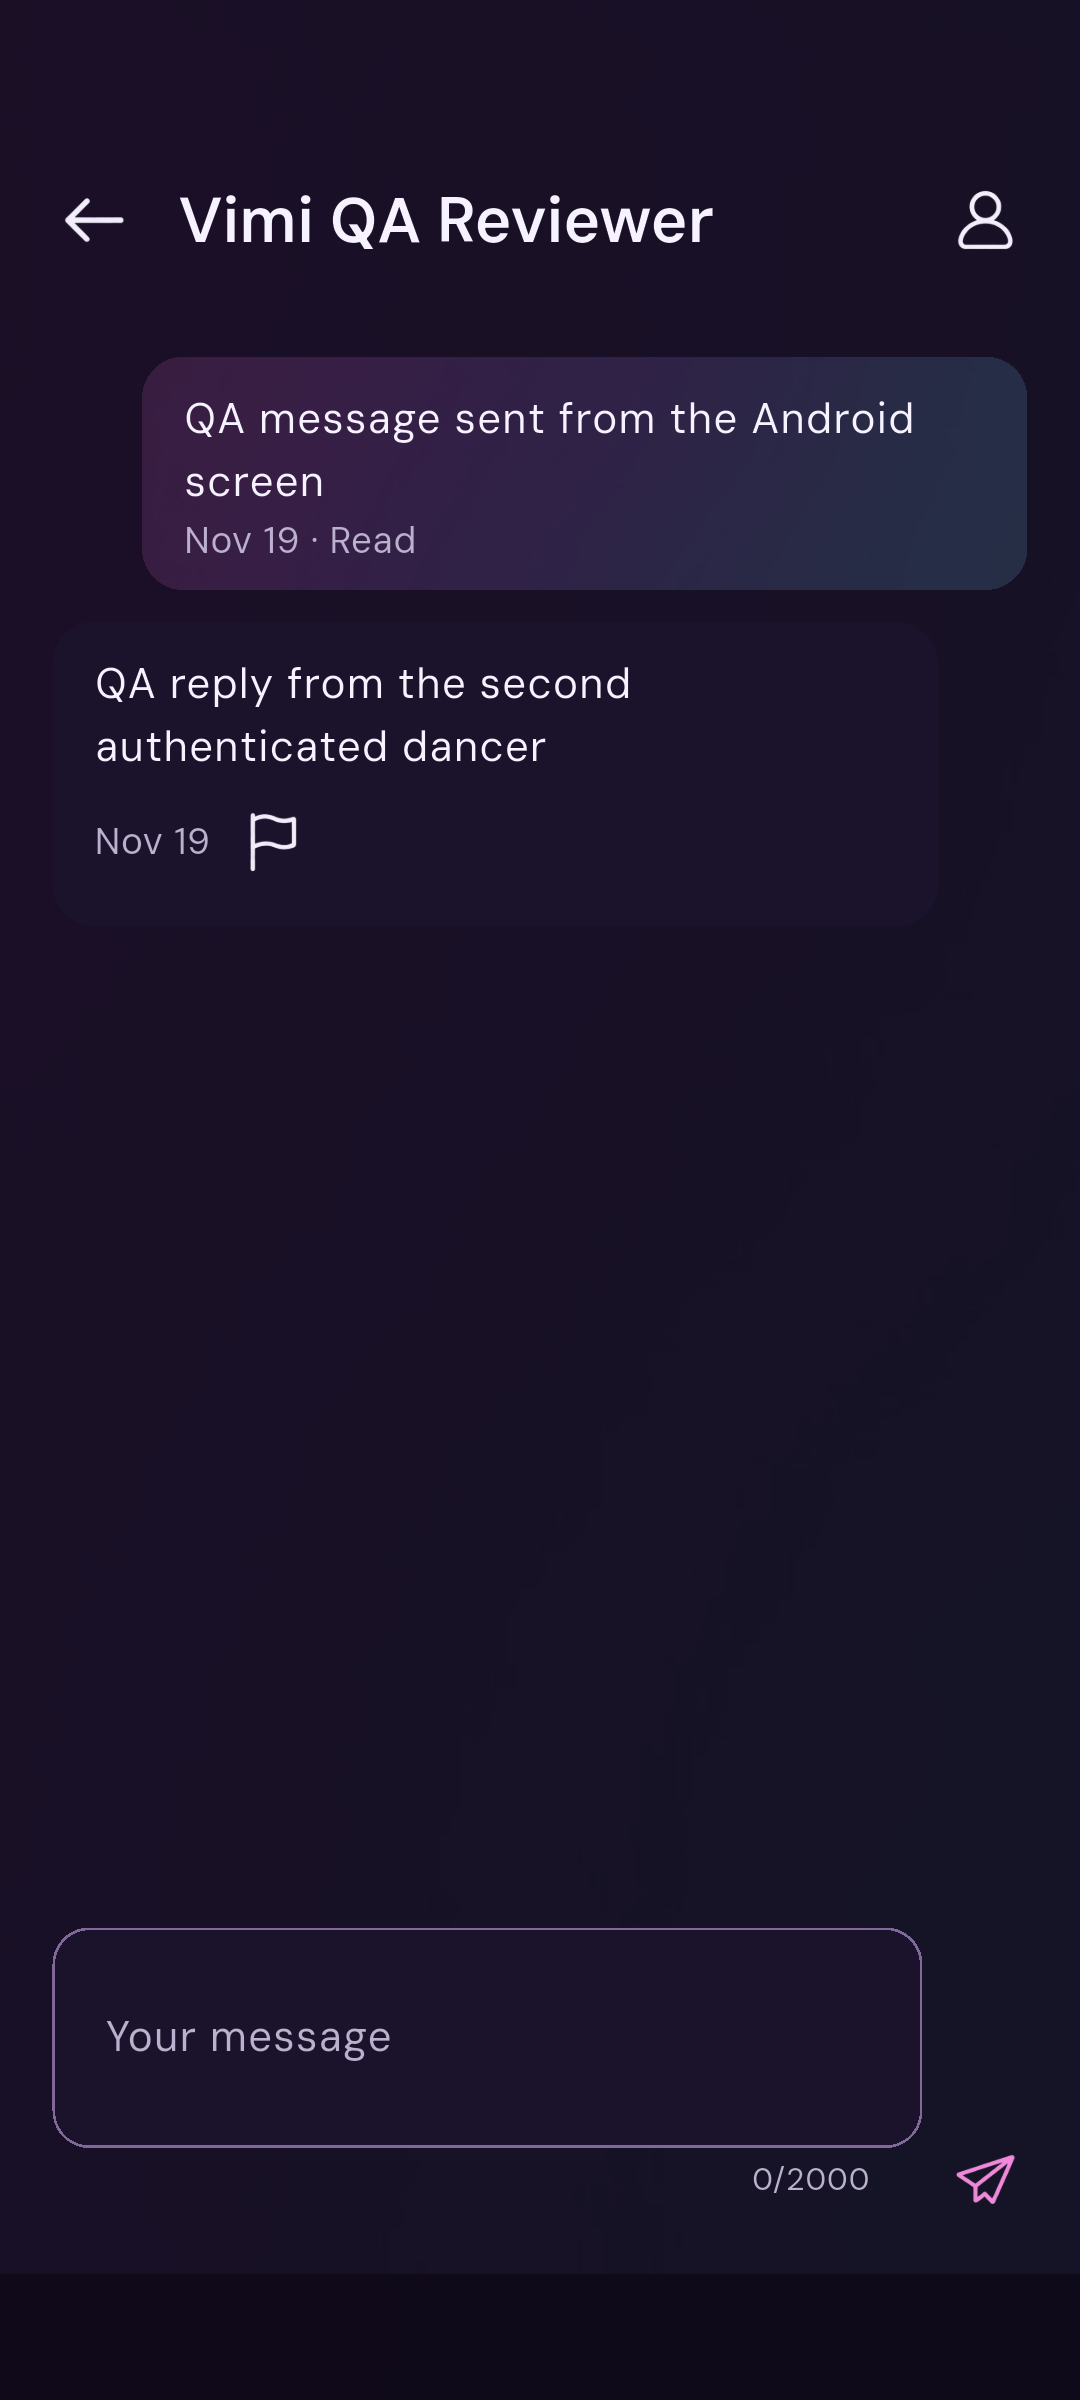 Vimi QA Reviewer
QA message sent from the Android
screen
Nov 19 · Read
QA reply from the second
authenticated dancer
Nov 19
Your message
0/2000